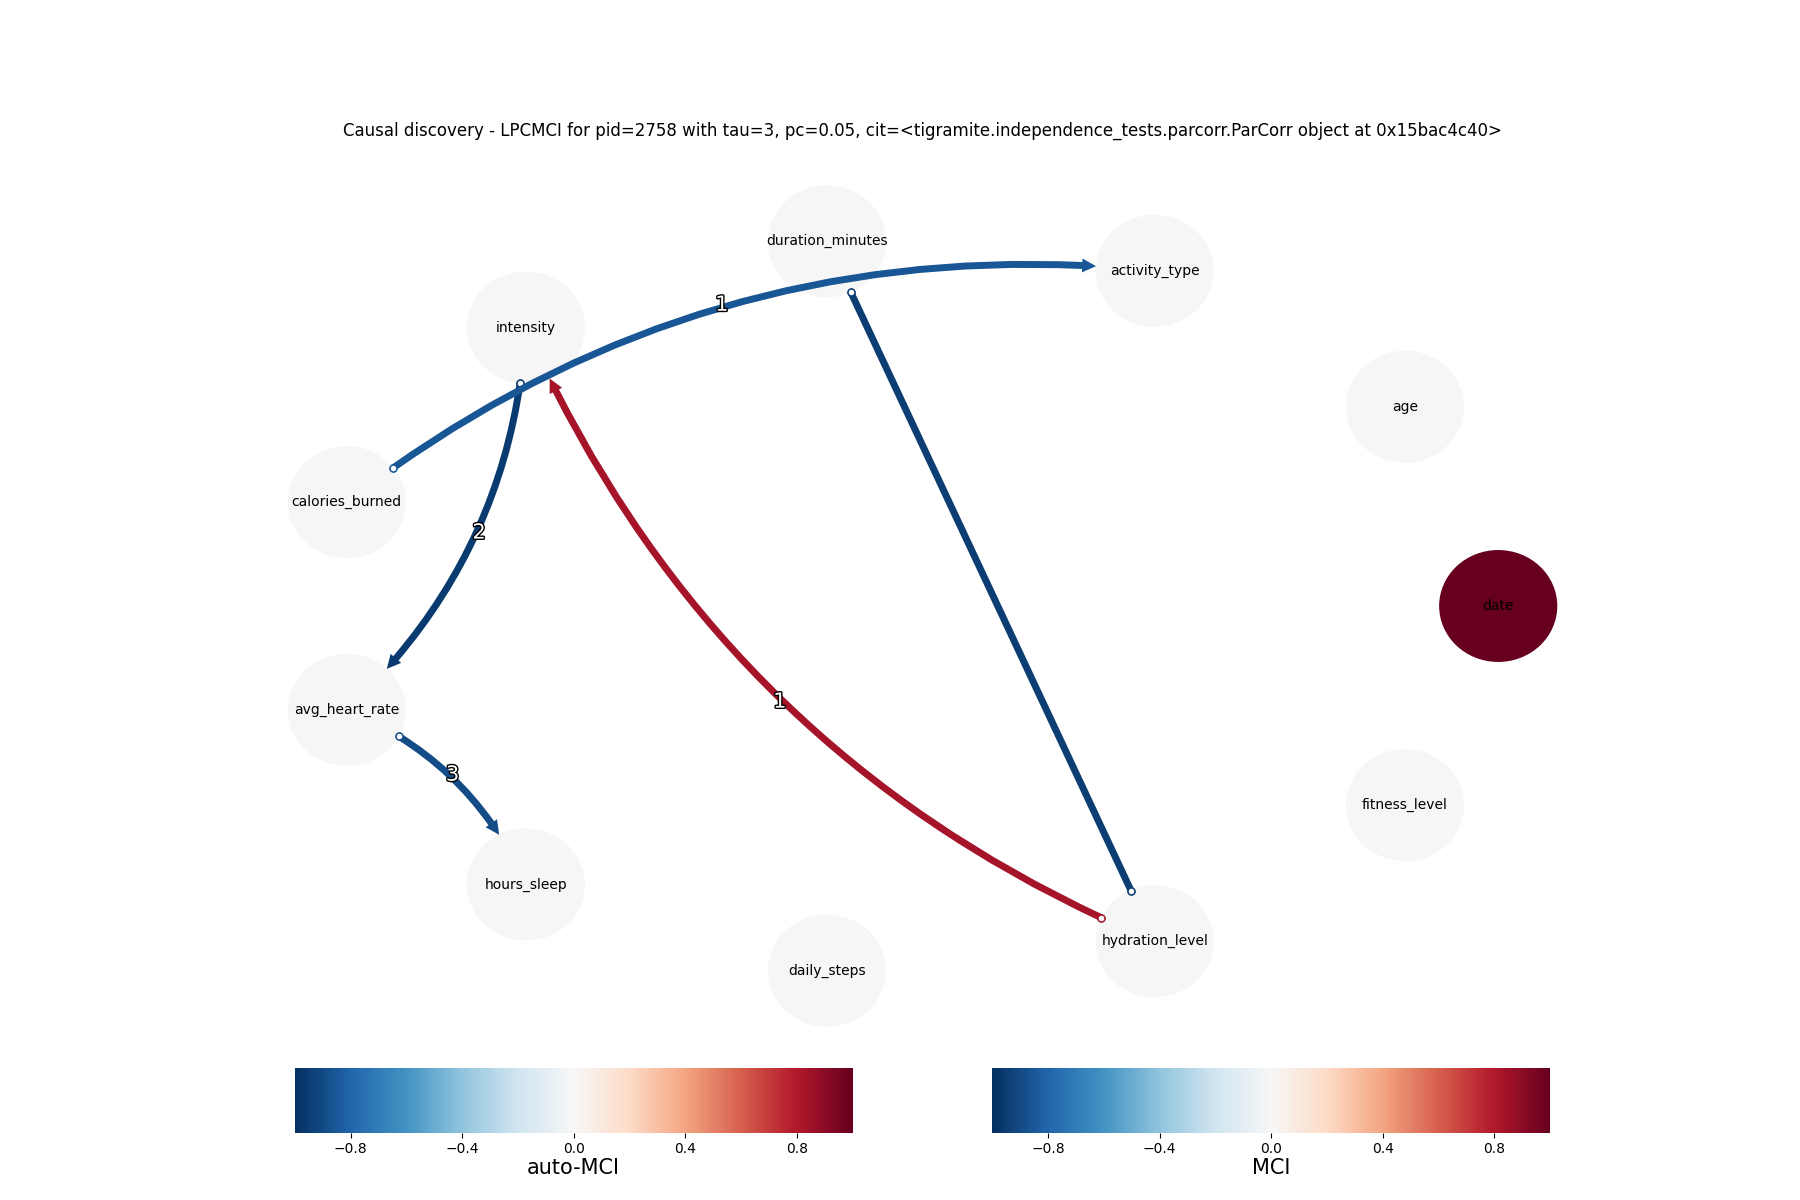 Causal discovery - LPCMCI for pid=2758 with tau=3, pc=0.05, cit=<tigramite.independence_tests.parcorr.ParCorr object at 0x15bac4c40>
duration_minutes
activity_type
1
intensity
age
calories_burned
2
date
1
avg_heart_rate
3
fitness_level
hours_sleep
hydration_level
daily_steps
−0.8 −0.4 0.0 0.4 0.8
auto-MCI
−0.8 −0.4 0.0 0.4 0.8
MCI